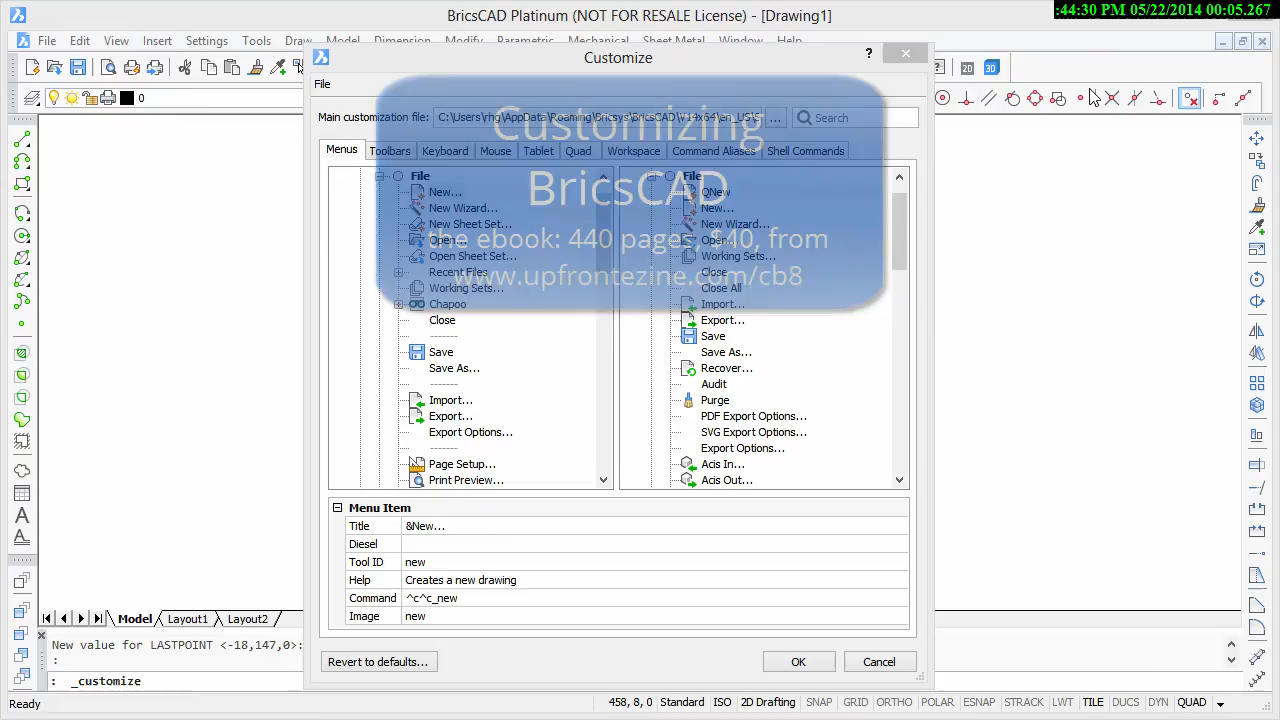 BricsCAD Platinum (NOT FOR RESALE License) - [Drawing1]
:44:30 PM 05/22/2014 00:05.267
File Edit View Insert Settings Tools Draw Dimension Modify Parametric Mechanical Sheet Metal Window Help
Customize
?
File
2D 3D
0
Main customization file: C:\Users\rhg\AppData\Roaming\Bricsys\BricsCAD\V14x64\en_US\S ... Search
Customizing
BricsCAD
the ebook: 440 pages, $40, from
www.upfrontezine.com/cb8
Menus Toolbars Keyboard Mouse Tablet Quad Workspace Command Aliases Shell Commands
File
New...
New Wizard...
New Sheet Set...
Open...
Open Sheet Set...
Recent Files
Working Sets...
Chapoo
Close
Save
Save As...
Import...
Export...
Export Options...
Page Setup...
Print Preview...
File
QNew
New...
New Wizard...
Open...
Working Sets...
Close
Close All
Import...
Export...
Save
Save As...
Recover...
Audit
Purge
PDF Export Options...
SVG Export Options...
Export Options...
Acis In...
Acis Out...
Menu Item
Title &New...
Diesel
Tool ID new
Help Creates a new drawing
Command ^c^c_new
Image new
Revert to defaults... OK Cancel
Model Layout1 Layout2
New value for LASTPOINT <-18,147,0>:
:
: _customize
Ready 458, 8, 0 Standard ISO 2D Drafting SNAP GRID ORTHO POLAR ESNAP STRACK LWT TILE DUCS DYN QUAD